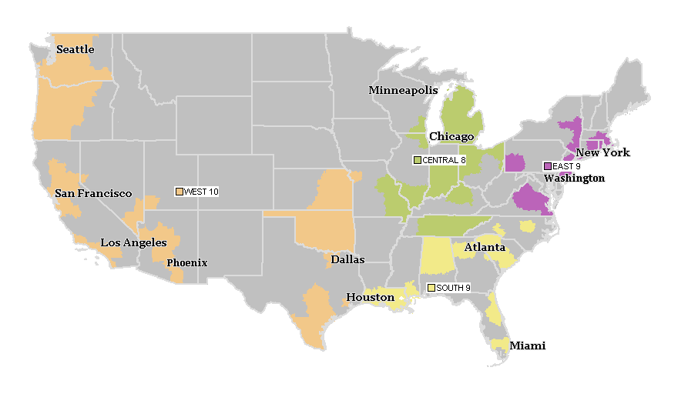 Seattle
Minneapolis
Chicago
New York
CENTRAL 8
EAST 9
Washington
San Francisco
WEST 10
Los Angeles
Atlanta
Phoenix
Dallas
SOUTH 9
Houston
Miami